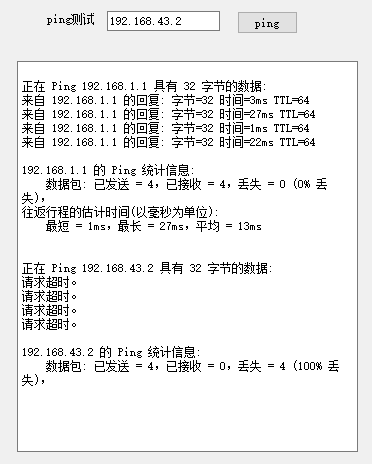 ping测试 192.168.43.2 ping
正在 Ping 192.168.1.1 具有 32 字节的数据:
来自 192.168.1.1 的回复: 字节=32 时间=3ms TTL=64
来自 192.168.1.1 的回复: 字节=32 时间=27ms TTL=64
来自 192.168.1.1 的回复: 字节=32 时间=1ms TTL=64
来自 192.168.1.1 的回复: 字节=32 时间=22ms TTL=64
192.168.1.1 的 Ping 统计信息:
数据包: 已发送 = 4，已接收 = 4，丢失 = 0 (0% 丢
失)，
往返行程的估计时间(以毫秒为单位):
最短 = 1ms，最长 = 27ms，平均 = 13ms
正在 Ping 192.168.43.2 具有 32 字节的数据:
请求超时。
请求超时。
请求超时。
请求超时。
192.168.43.2 的 Ping 统计信息:
数据包: 已发送 = 4，已接收 = 0，丢失 = 4 (100% 丢
失)，